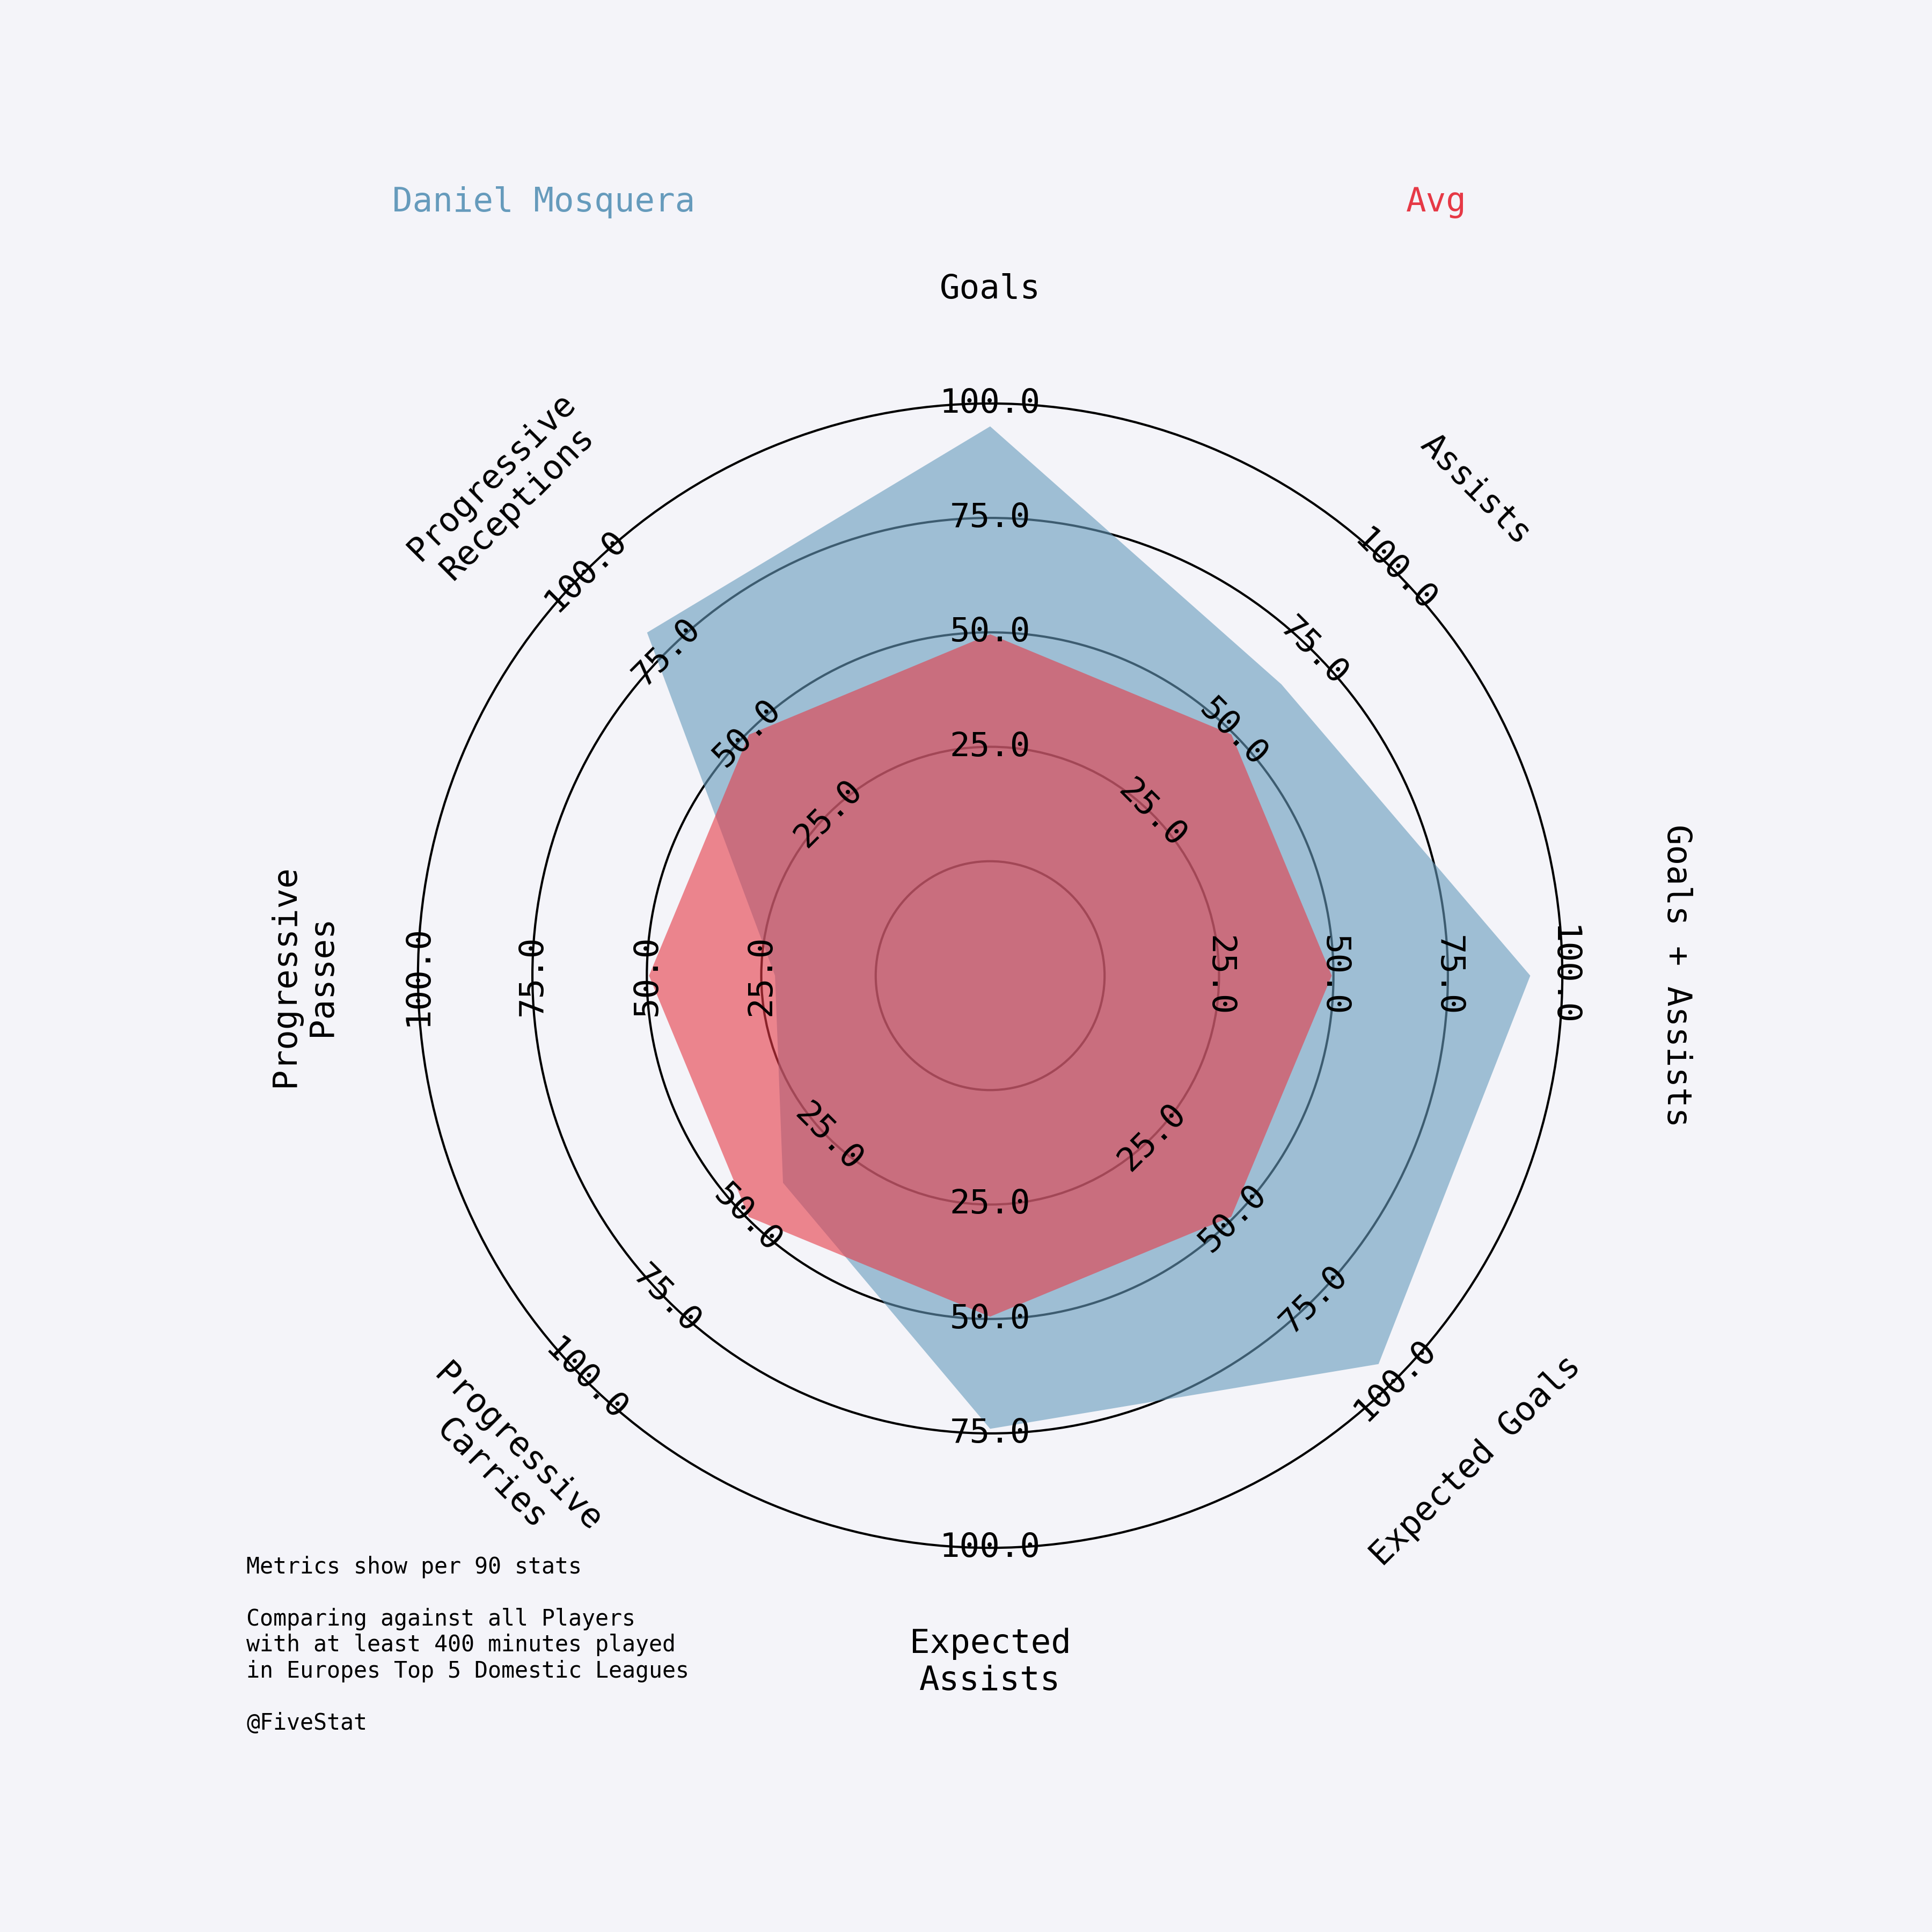 Daniel Mosquera
Avg
Goals
Assists
Goals + Assists
Expected Goals
Expected
Assists
Progressive
Carries
Progressive
Passes
Progressive
Receptions
25.0
50.0
75.0
100.0
25.0
50.0
75.0
100.0
25.0
50.0
75.0
100.0
25.0
50.0
75.0
100.0
25.0
50.0
75.0
100.0
25.0
50.0
75.0
100.0
25.0
50.0
75.0
100.0
25.0
50.0
75.0
100.0
Metrics show per 90 stats
Comparing against all Players
with at least 400 minutes played
in Europes Top 5 Domestic Leagues
@FiveStat